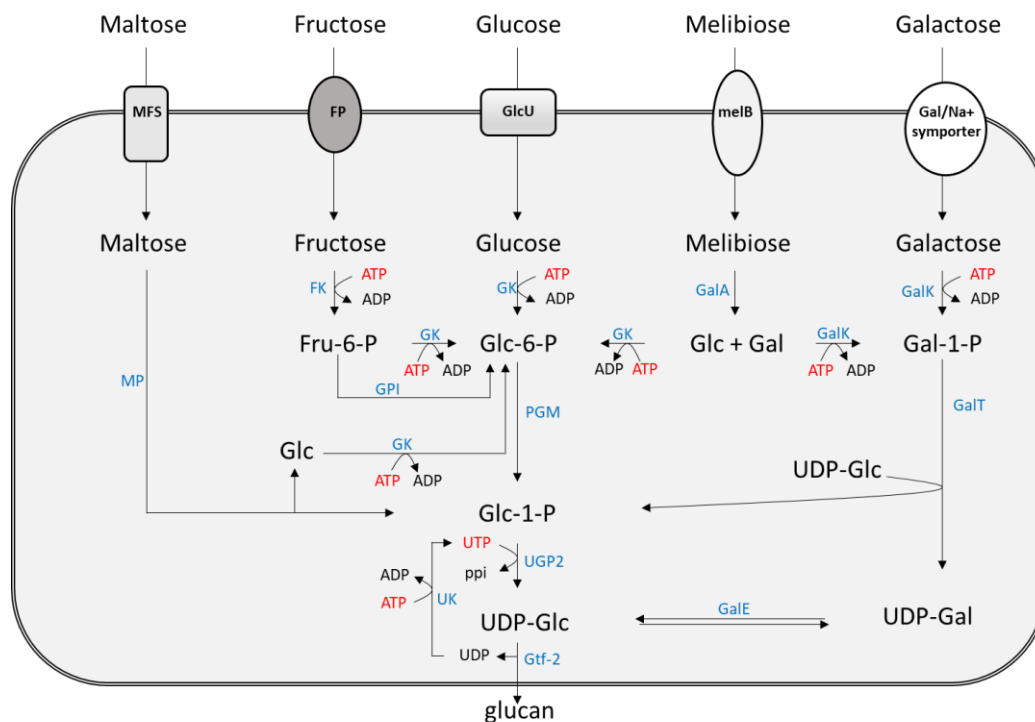 Maltose Fructose Glucose Melibiose Galactose
MFS FP GlcU melB Gal/Na+
symporter
Maltose Fructose Glucose Melibiose Galactose
FK ATP GK ATP GalA GalK ATP
ADP ADP ADP
Fru-6-P GK Glc-6-P GK Glc + Gal GalK Gal-1-P
ATP ADP ADP ATP ATP ADP
MP GPI PGM GalT
Glc GK
ATP ADP UDP-Glc
Glc-1-P
UTP UGP2
ADP ppi
ATP UK
UDP-Glc GalE UDP-Gal
UDP Gtf-2
glucan